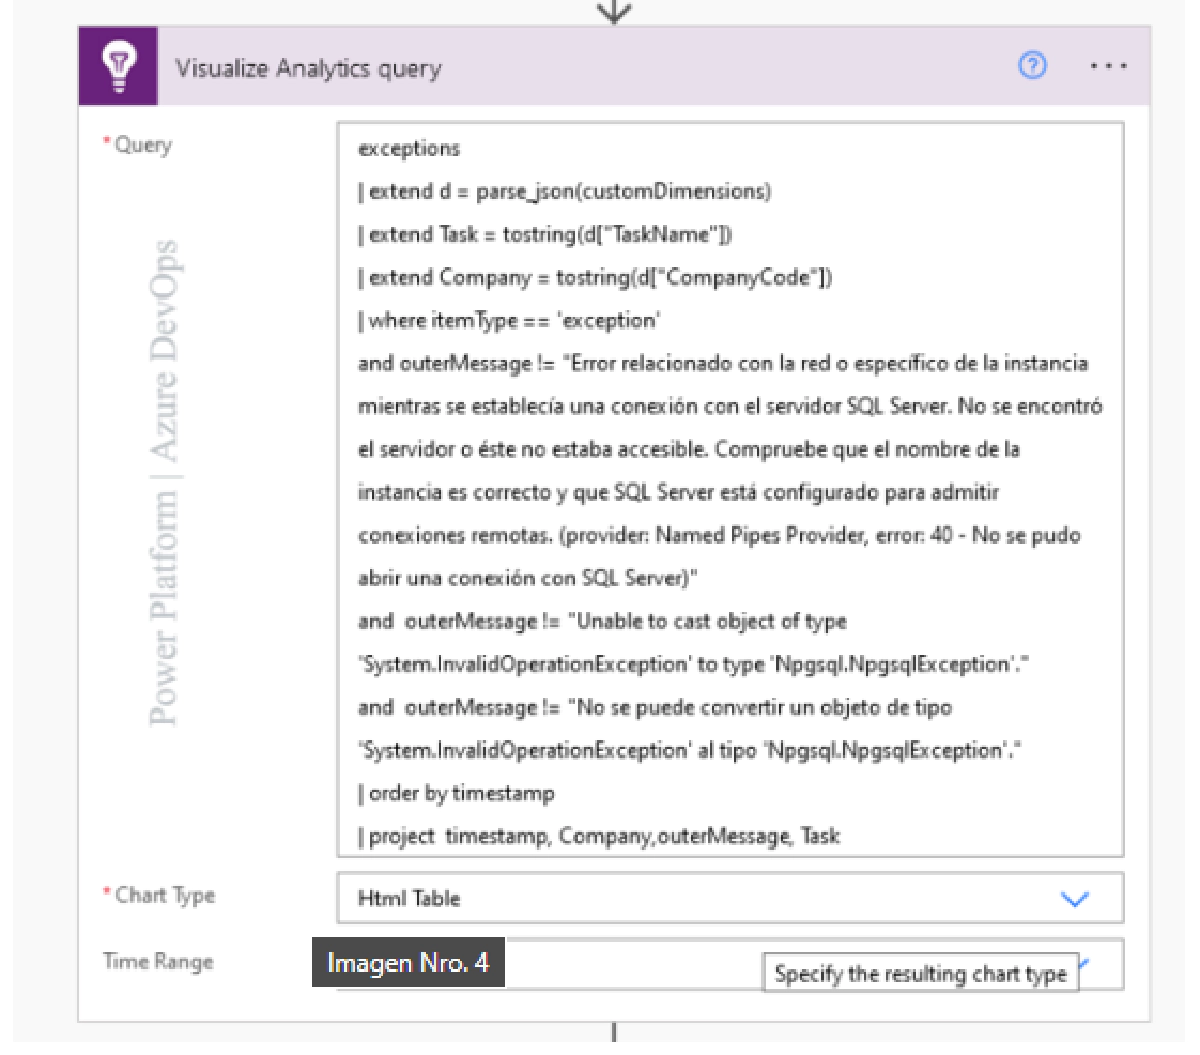 Visualize Analytics query
* Query
exceptions
| extend d = parse_json(customDimensions)
| extend Task = tostring(d["TaskName"])
| extend Company = tostring(d["CompanyCode"])
| where itemType == 'exception'
and outerMessage != "Error relacionado con la red o específico de la instancia
mientras se establecía una conexión con el servidor SQL Server. No se encontró
el servidor o éste no estaba accesible. Compruebe que el nombre de la
instancia es correcto y que SQL Server está configurado para admitir
conexiones remotas. (provider: Named Pipes Provider, error: 40 - No se pudo
abrir una conexión con SQL Server)"
and  outerMessage != "Unable to cast object of type
'System.InvalidOperationException' to type 'Npgsql.NpgsqlException'."
and  outerMessage != "No se puede convertir un objeto de tipo
'System.InvalidOperationException' al tipo 'Npgsql.NpgsqlException'."
| order by timestamp
| project  timestamp, Company,outerMessage, Task
Power Platform | Azure DevOps
* Chart Type
Html Table
Time Range
Imagen Nro. 4
Specify the resulting chart type